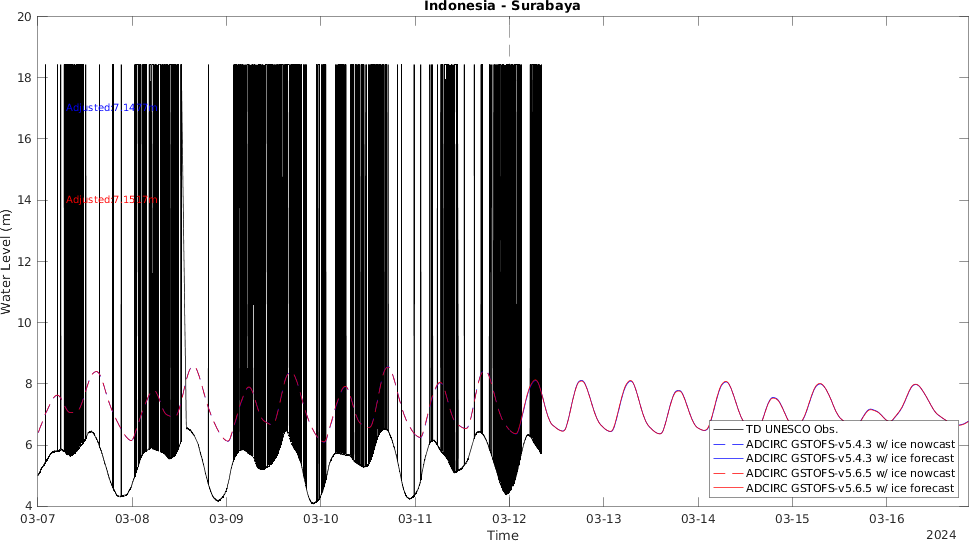 Indonesia - Surabaya
20
18
16
14
12
10
8
6
4
Water Level (m)
03-07
03-08
03-09
03-10
03-11
03-12
03-13
03-14
03-15
03-16
Time
2024
TD UNESCO Obs.
ADCIRC GSTOFS-v5.4.3 w/ ice nowcast
ADCIRC GSTOFS-v5.4.3 w/ ice forecast
ADCIRC GSTOFS-v5.6.5 w/ ice nowcast
ADCIRC GSTOFS-v5.6.5 w/ ice forecast